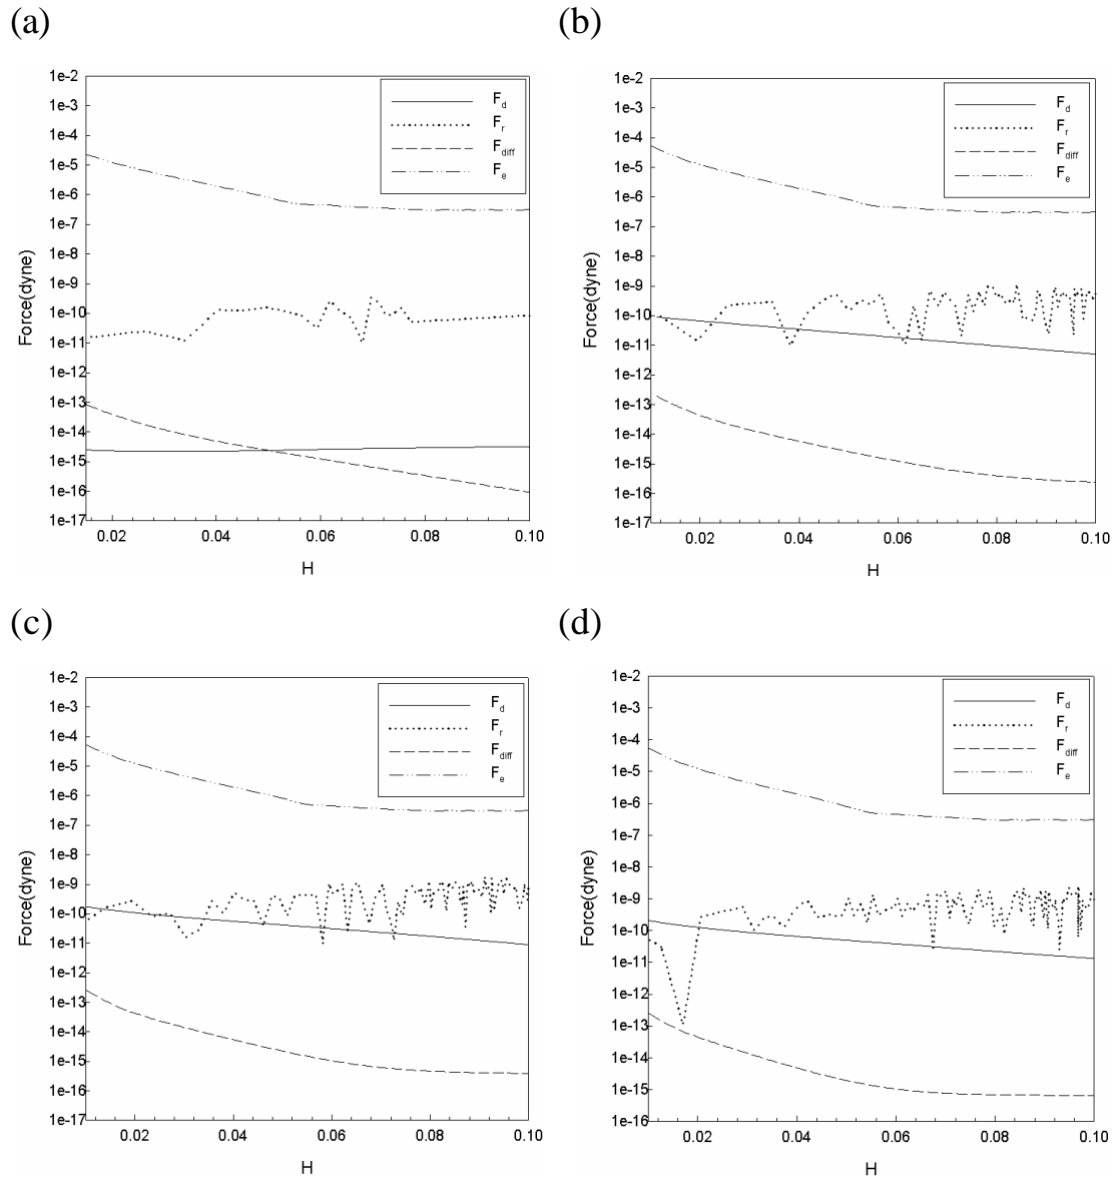 (a)
1e-2
1e-3
1e-4
1e-5
1e-6
1e-7
1e-8
1e-9
1e-10
1e-11
1e-12
1e-13
1e-14
1e-15
1e-16
1e-17
Force(dyne)
0.02
0.04
0.06
0.08
0.10
H
F_d
F_r
F_diff
F_e
(b)
1e-2
1e-3
1e-4
1e-5
1e-6
1e-7
1e-8
1e-9
1e-10
1e-11
1e-12
1e-13
1e-14
1e-15
1e-16
1e-17
Force(dyne)
0.02
0.04
0.06
0.08
0.10
H
F_d
F_r
F_diff
F_e
(c)
1e-2
1e-3
1e-4
1e-5
1e-6
1e-7
1e-8
1e-9
1e-10
1e-11
1e-12
1e-13
1e-14
1e-15
1e-16
1e-17
Force(dyne)
0.02
0.04
0.06
0.08
0.10
H
F_d
F_r
F_diff
F_e
(d)
1e-2
1e-3
1e-4
1e-5
1e-6
1e-7
1e-8
1e-9
1e-10
1e-11
1e-12
1e-13
1e-14
1e-15
1e-16
Force(dyne)
0.02
0.04
0.06
0.08
0.10
H
F_d
F_r
F_diff
F_e